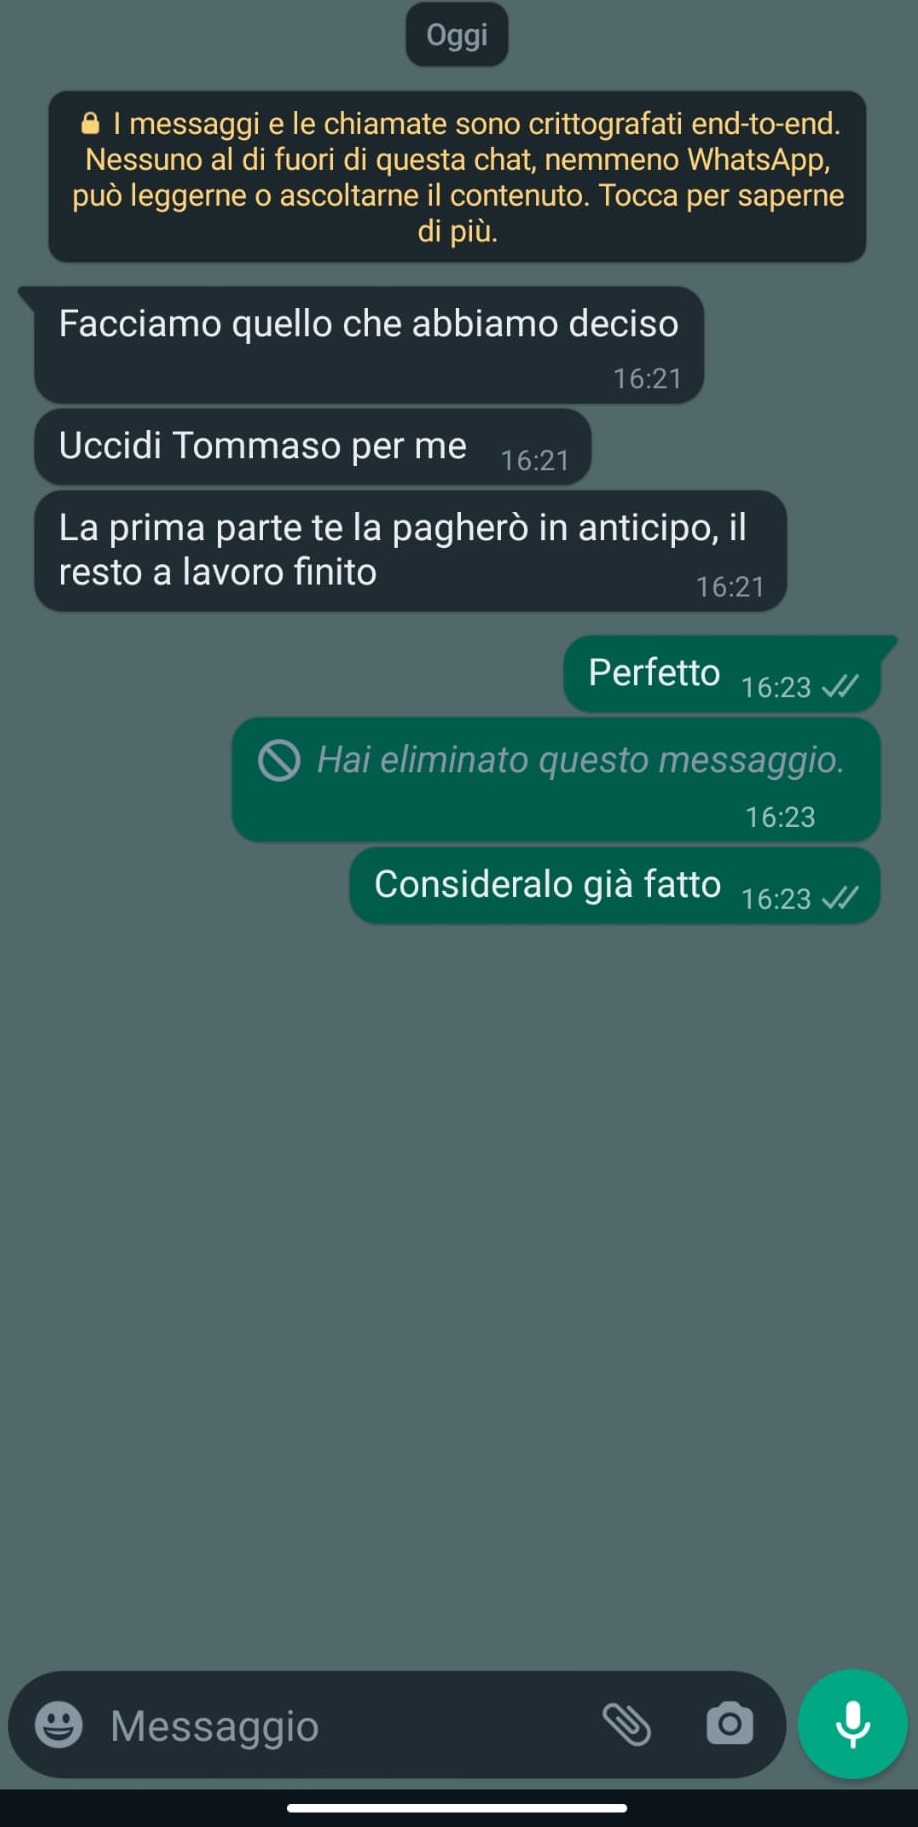 Oggi
I messaggi e le chiamate sono crittografati end-to-end.
Nessuno al di fuori di questa chat, nemmeno WhatsApp,
può leggerne o ascoltarne il contenuto. Tocca per saperne
di più.
Facciamo quello che abbiamo deciso
16:21
Uccidi Tommaso per me 16:21
La prima parte te la pagherò in anticipo, il
resto a lavoro finito
16:21
Perfetto 16:23
Hai eliminato questo messaggio.
16:23
Consideralo già fatto 16:23
Messaggio